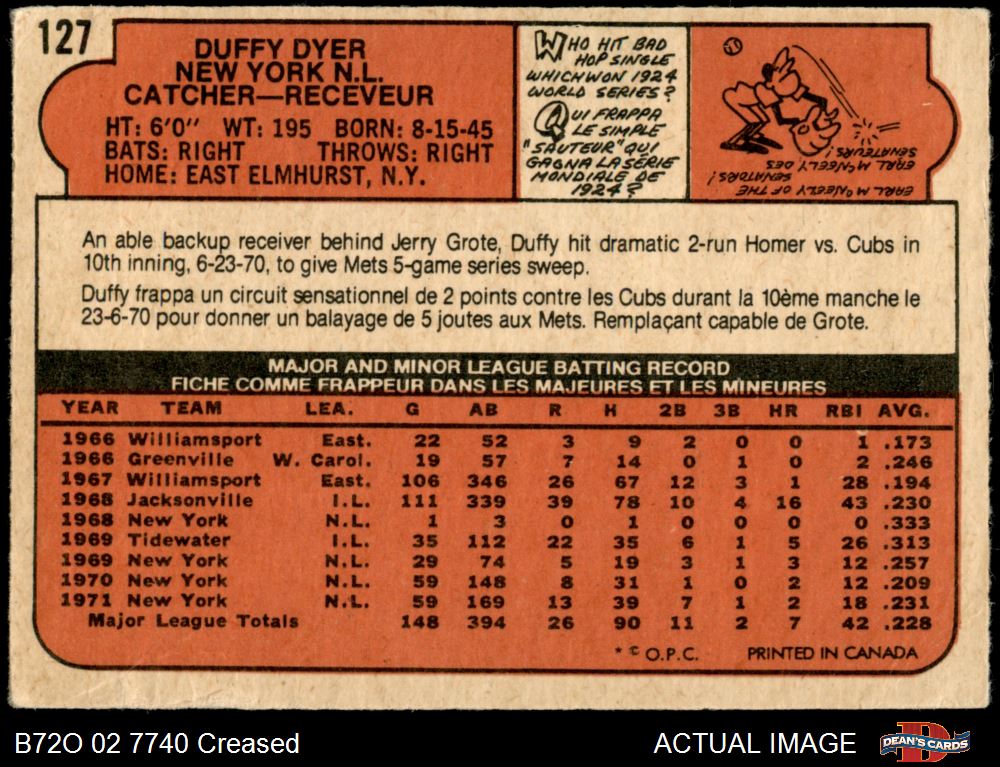 127
DUFFY DYER
NEW YORK N.L.
CATCHER—RECEVEUR
HT: 6'0" WT: 195 BORN: 8-15-45
BATS: RIGHT THROWS: RIGHT
HOME: EAST ELMHURST, N.Y.
WHO HIT BAD
HOP SINGLE
WHICH WON 1924
WORLD SERIES?
QUI FRAPPA
LE SIMPLE
"SAUTEUR" QUI
GAGNA LA SÉRIE
MONDIALE DE
1924?
EARL McNEELY OF THE
SENATORS!
EARL McNEELY DES
SENATEURS!
An able backup receiver behind Jerry Grote, Duffy hit dramatic 2-run Homer vs. Cubs in
10th inning, 6-23-70, to give Mets 5-game series sweep.
Duffy frappa un circuit sensationnel de 2 points contre les Cubs durant la 10ème manche le
23-6-70 pour donner un balayage de 5 joutes aux Mets. Remplaçant capable de Grote.
MAJOR AND MINOR LEAGUE BATTING RECORD
FICHE COMME FRAPPEUR DANS LES MAJEURES ET LES MINEURES
YEAR TEAM LEA. G AB R H 2B 3B HR RBI AVG.
1966 Williamsport East. 22 52 3 9 2 0 0 1 .173
1966 Greenville W. Carol. 19 57 7 14 0 1 0 2 .246
1967 Williamsport East. 106 346 26 67 12 3 1 28 .194
1968 Jacksonville I.L. 111 339 39 78 10 4 16 43 .230
1968 New York N.L. 1 3 0 1 0 0 0 0 .333
1969 Tidewater I.L. 35 112 22 35 6 1 5 26 .313
1969 New York N.L. 29 74 5 19 3 1 3 12 .257
1970 New York N.L. 59 148 8 31 1 0 2 12 .209
1971 New York N.L. 59 169 13 39 7 1 2 18 .231
Major League Totals 148 394 26 90 11 2 7 42 .228
* © O.P.C. PRINTED IN CANADA
B72O 02 7740 Creased
ACTUAL IMAGE
DEAN'S CARDS